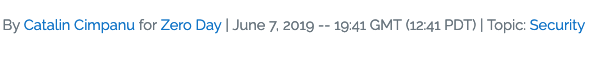 By Catalin Cimpanu for Zero Day | June 7, 2019 -- 19:41 GMT (12:41 PDT) | Topic: Security